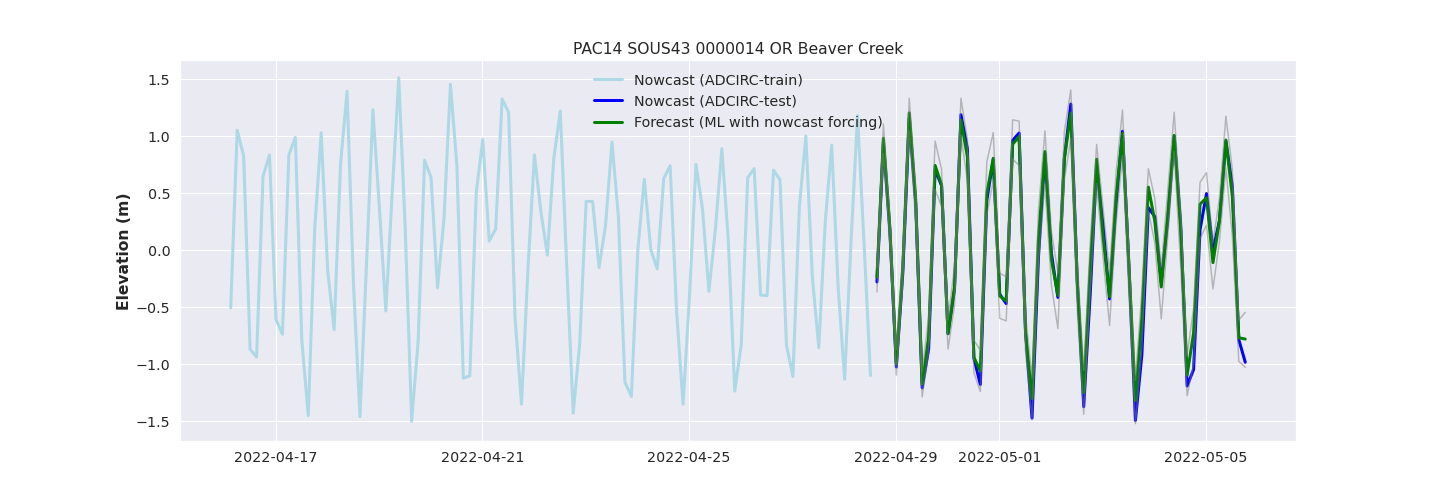 PAC14 SOUS43 0000014 OR Beaver Creek
Nowcast (ADCIRC-train)
Nowcast (ADCIRC-test)
Forecast (ML with nowcast forcing)
Elevation (m)
1.5
1.0
0.5
0.0
−0.5
−1.0
−1.5
2022-04-17 2022-04-21 2022-04-25 2022-04-29 2022-05-01 2022-05-05